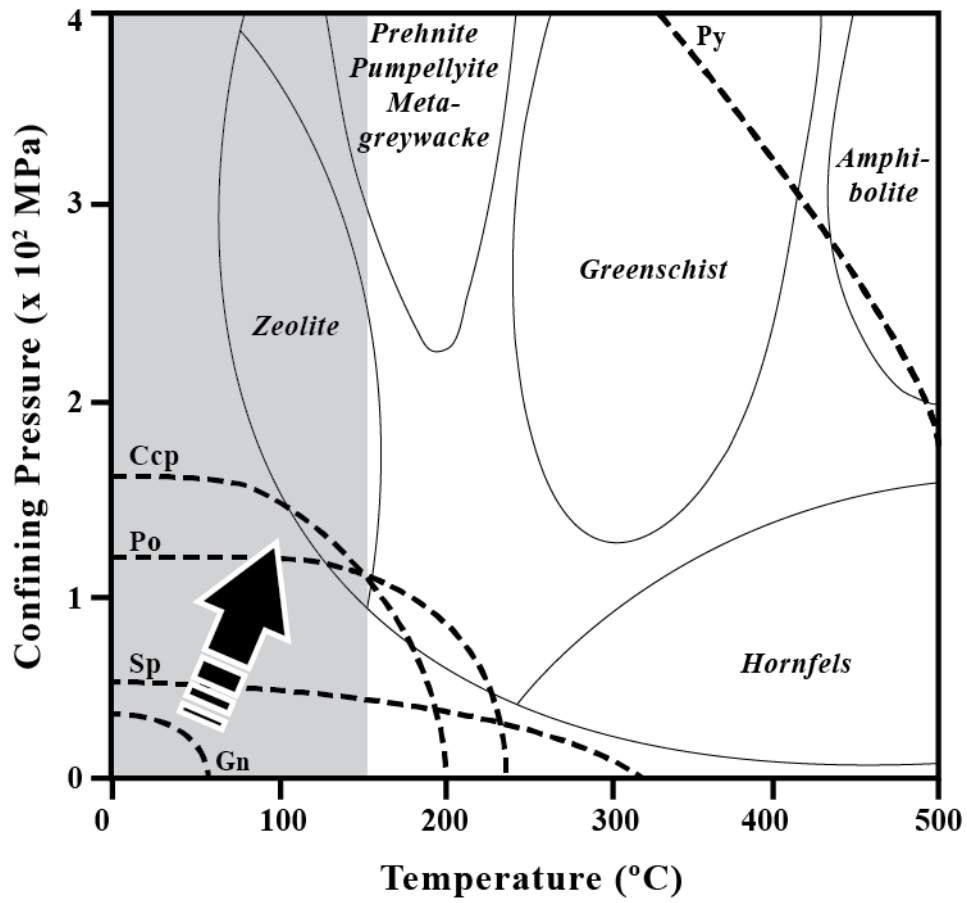 4
Prehnite
Pumpellyite
Meta-
greywacke
Py
Amphi-
bolite
3
Greenschist
Zeolite
2
Ccp
Po
1
Sp
Hornfels
Gn
0
0 100 200 300 400 500
Temperature (ºC)
Confining Pressure (x 10² MPa)